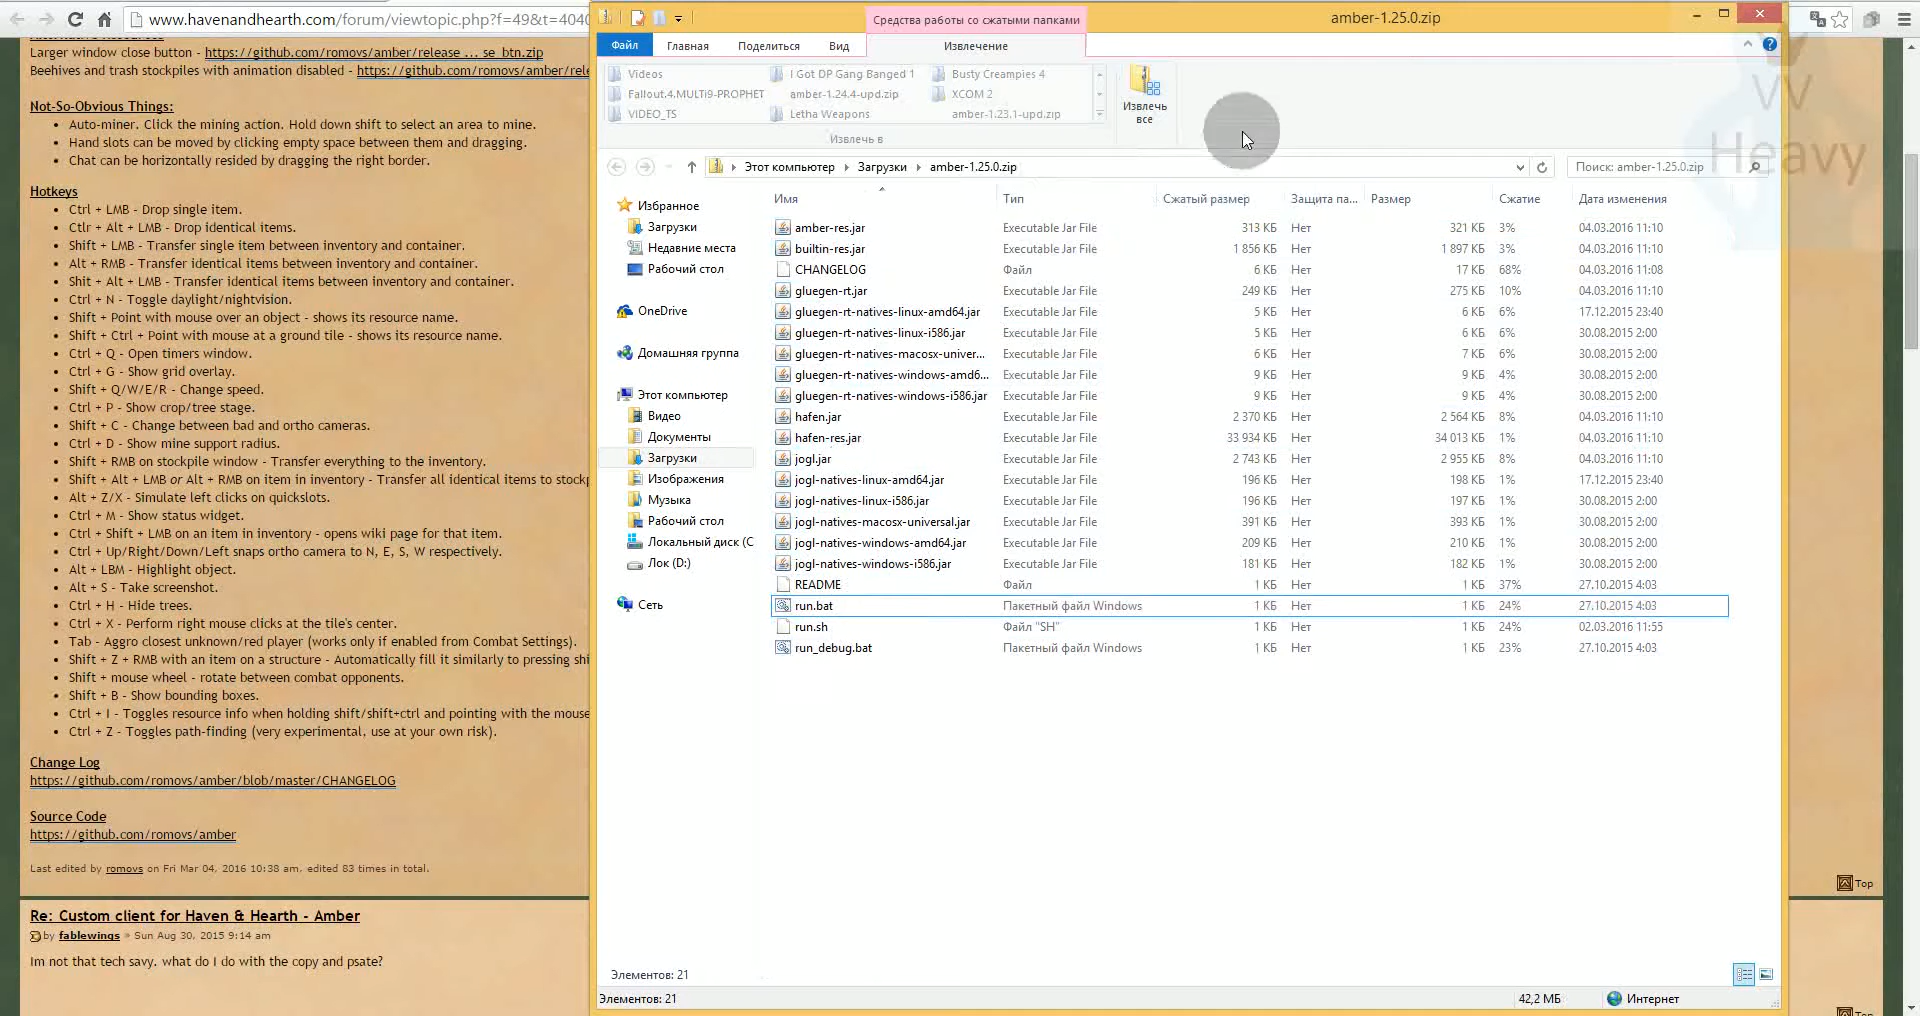 www.havenandhearth.com/forum/viewtopic.php?f=49&t=4040
Larger window close button - https://github.com/romovs/amber/release ... se_btn.zip
Beehives and trash stockpiles with animation disabled - https://github.com/romovs/amber/rele
Not-So-Obvious Things:
Auto-miner. Click the mining action. Hold down shift to select an area to mine.
Hand slots can be moved by clicking empty space between them and dragging.
Chat can be horizontally resided by dragging the right border.
Hotkeys
Ctrl + LMB - Drop single item.
Ctlr + Alt + LMB - Drop identical items.
Shift + LMB - Transfer single item between inventory and container.
Alt + RMB - Transfer identical items between inventory and container.
Shit + Alt + LMB - Transfer identical items between inventory and container.
Ctrl + N - Toggle daylight/nightvision.
Shift + Point with mouse over an object - shows its resource name.
Shift + Ctrl + Point with mouse at a ground tile - shows its resource name.
Ctrl + Q - Open timers window.
Ctrl + G - Show grid overlay.
Shift + Q/W/E/R - Change speed.
Ctrl + P - Show crop/tree stage.
Shift + C - Change between bad and ortho cameras.
Ctrl + D - Show mine support radius.
Shift + RMB on stockpile window - Transfer everything to the inventory.
Shift + Alt + LMB or Alt + RMB on item in inventory - Transfer all identical items to stockp
Alt + Z/X - Simulate left clicks on quickslots.
Ctrl + M - Show status widget.
Ctrl + Shift + LMB on an item in inventory - opens wiki page for that item.
Ctrl + Up/Right/Down/Left snaps ortho camera to N, E, S, W respectively.
Alt + LBM - Highlight object.
Alt + S - Take screenshot.
Ctrl + H - Hide trees.
Ctrl + X - Perform right mouse clicks at the tile's center.
Tab - Aggro closest unknown/red player (works only if enabled from Combat Settings).
Shift + Z + RMB with an item on a structure - Automatically fill it similarly to pressing shi
Shift + mouse wheel - rotate between combat opponents.
Shift + B - Show bounding boxes.
Ctrl + I - Toggles resource info when holding shift/shift+ctrl and pointing with the mouse
Ctrl + Z - Toggles path-finding (very experimental, use at your own risk).
Change Log
https://github.com/romovs/amber/blob/master/CHANGELOG
Source Code
https://github.com/romovs/amber
Last edited by romovs on Fri Mar 04, 2016 10:38 am, edited 83 times in total.
Top
Re: Custom client for Haven & Hearth - Amber
by fablewings » Sun Aug 30, 2015 9:14 am
Im not that tech savy. what do I do with the copy and psate?
Средства работы со сжатыми папками
amber-1.25.0.zip
Файл Главная Поделиться Вид Извлечение
Videos I Got DP Gang Banged 1 Busty Creampies 4
Fallout.4.MULTi9-PROPHET amber-1.24.4-upd.zip XCOM 2
VIDEO_TS Letha Weapons amber-1.23.1-upd.zip
Извлечь в
Извлечь
все
VV
Heavy
Этот компьютер Загрузки amber-1.25.0.zip
Поиск: amber-1.25.0.zip
Избранное
Загрузки
Недавние места
Рабочий стол
OneDrive
Домашняя группа
Этот компьютер
Видео
Документы
Загрузки
Изображения
Музыка
Рабочий стол
Локальный диск (C
Лок (D:)
Сеть
Имя Тип Сжатый размер Защита па... Размер Сжатие Дата изменения
amber-res.jar Executable Jar File 313 КБ Нет 321 КБ 3% 04.03.2016 11:10
builtin-res.jar Executable Jar File 1 856 КБ Нет 1 897 КБ 3% 04.03.2016 11:10
CHANGELOG Файл 6 КБ Нет 17 КБ 68% 04.03.2016 11:08
gluegen-rt.jar Executable Jar File 249 КБ Нет 275 КБ 10% 04.03.2016 11:10
gluegen-rt-natives-linux-amd64.jar Executable Jar File 5 КБ Нет 6 КБ 6% 17.12.2015 23:40
gluegen-rt-natives-linux-i586.jar Executable Jar File 5 КБ Нет 6 КБ 6% 30.08.2015 2:00
gluegen-rt-natives-macosx-univer... Executable Jar File 6 КБ Нет 7 КБ 6% 30.08.2015 2:00
gluegen-rt-natives-windows-amd6... Executable Jar File 9 КБ Нет 9 КБ 4% 30.08.2015 2:00
gluegen-rt-natives-windows-i586.jar Executable Jar File 9 КБ Нет 9 КБ 4% 30.08.2015 2:00
hafen.jar Executable Jar File 2 370 КБ Нет 2 564 КБ 8% 04.03.2016 11:10
hafen-res.jar Executable Jar File 33 934 КБ Нет 34 013 КБ 1% 04.03.2016 11:10
jogl.jar Executable Jar File 2 743 КБ Нет 2 955 КБ 8% 04.03.2016 11:10
jogl-natives-linux-amd64.jar Executable Jar File 196 КБ Нет 198 КБ 1% 17.12.2015 23:40
jogl-natives-linux-i586.jar Executable Jar File 196 КБ Нет 197 КБ 1% 30.08.2015 2:00
jogl-natives-macosx-universal.jar Executable Jar File 391 КБ Нет 393 КБ 1% 30.08.2015 2:00
jogl-natives-windows-amd64.jar Executable Jar File 209 КБ Нет 210 КБ 1% 30.08.2015 2:00
jogl-natives-windows-i586.jar Executable Jar File 181 КБ Нет 182 КБ 1% 30.08.2015 2:00
README Файл 1 КБ Нет 1 КБ 37% 27.10.2015 4:03
run.bat Пакетный файл Windows 1 КБ Нет 1 КБ 24% 27.10.2015 4:03
run.sh Файл "SH" 1 КБ Нет 1 КБ 24% 02.03.2016 11:55
run_debug.bat Пакетный файл Windows 1 КБ Нет 1 КБ 23% 27.10.2015 4:03
Элементов: 21
Элементов: 21 42,2 МБ Интернет